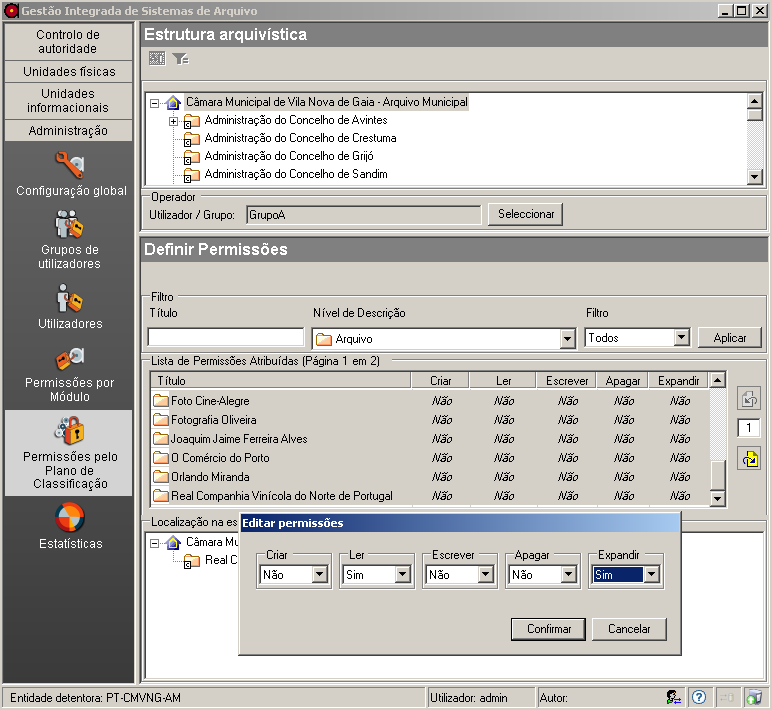 Gestão Integrada de Sistemas de Arquivo
Controlo de
autoridade
Unidades físicas
Unidades
informacionais
Administração
Configuração global
Grupos de
utilizadores
Utilizadores
Permissões por
Módulo
Permissões pelo
Plano de
Classificação
Estatísticas
Estrutura arquivística
Câmara Municipal de Vila Nova de Gaia - Arquivo Municipal
Administração do Concelho de Avintes
Administração do Concelho de Crestuma
Administração do Concelho de Grijó
Administração do Concelho de Sandim
Operador
Utilizador / Grupo: GrupoA Seleccionar
Definir Permissões
Filtro
Título Nível de Descrição Filtro
Arquivo Todos Aplicar
Lista de Permissões Atribuídas (Página 1 em 2)
Título Criar Ler Escrever Apagar Expandir
Foto Cine-Alegre Não Não Não Não Não
Fotografia Oliveira Não Não Não Não Não
Joaquim Jaime Ferreira Alves Não Não Não Não Não
O Comércio do Porto Não Não Não Não Não
Orlando Miranda Não Não Não Não Não
Real Companhia Vinícola do Norte de Portugal Não Não Não Não Não
1
Localização na es
Câmara Mu
Real C
Editar permissões
Criar Ler Escrever Apagar Expandir
Não Sim Não Não Sim
Confirmar Cancelar
Entidade detentora: PT-CMVNG-AM Utilizador: admin Autor: